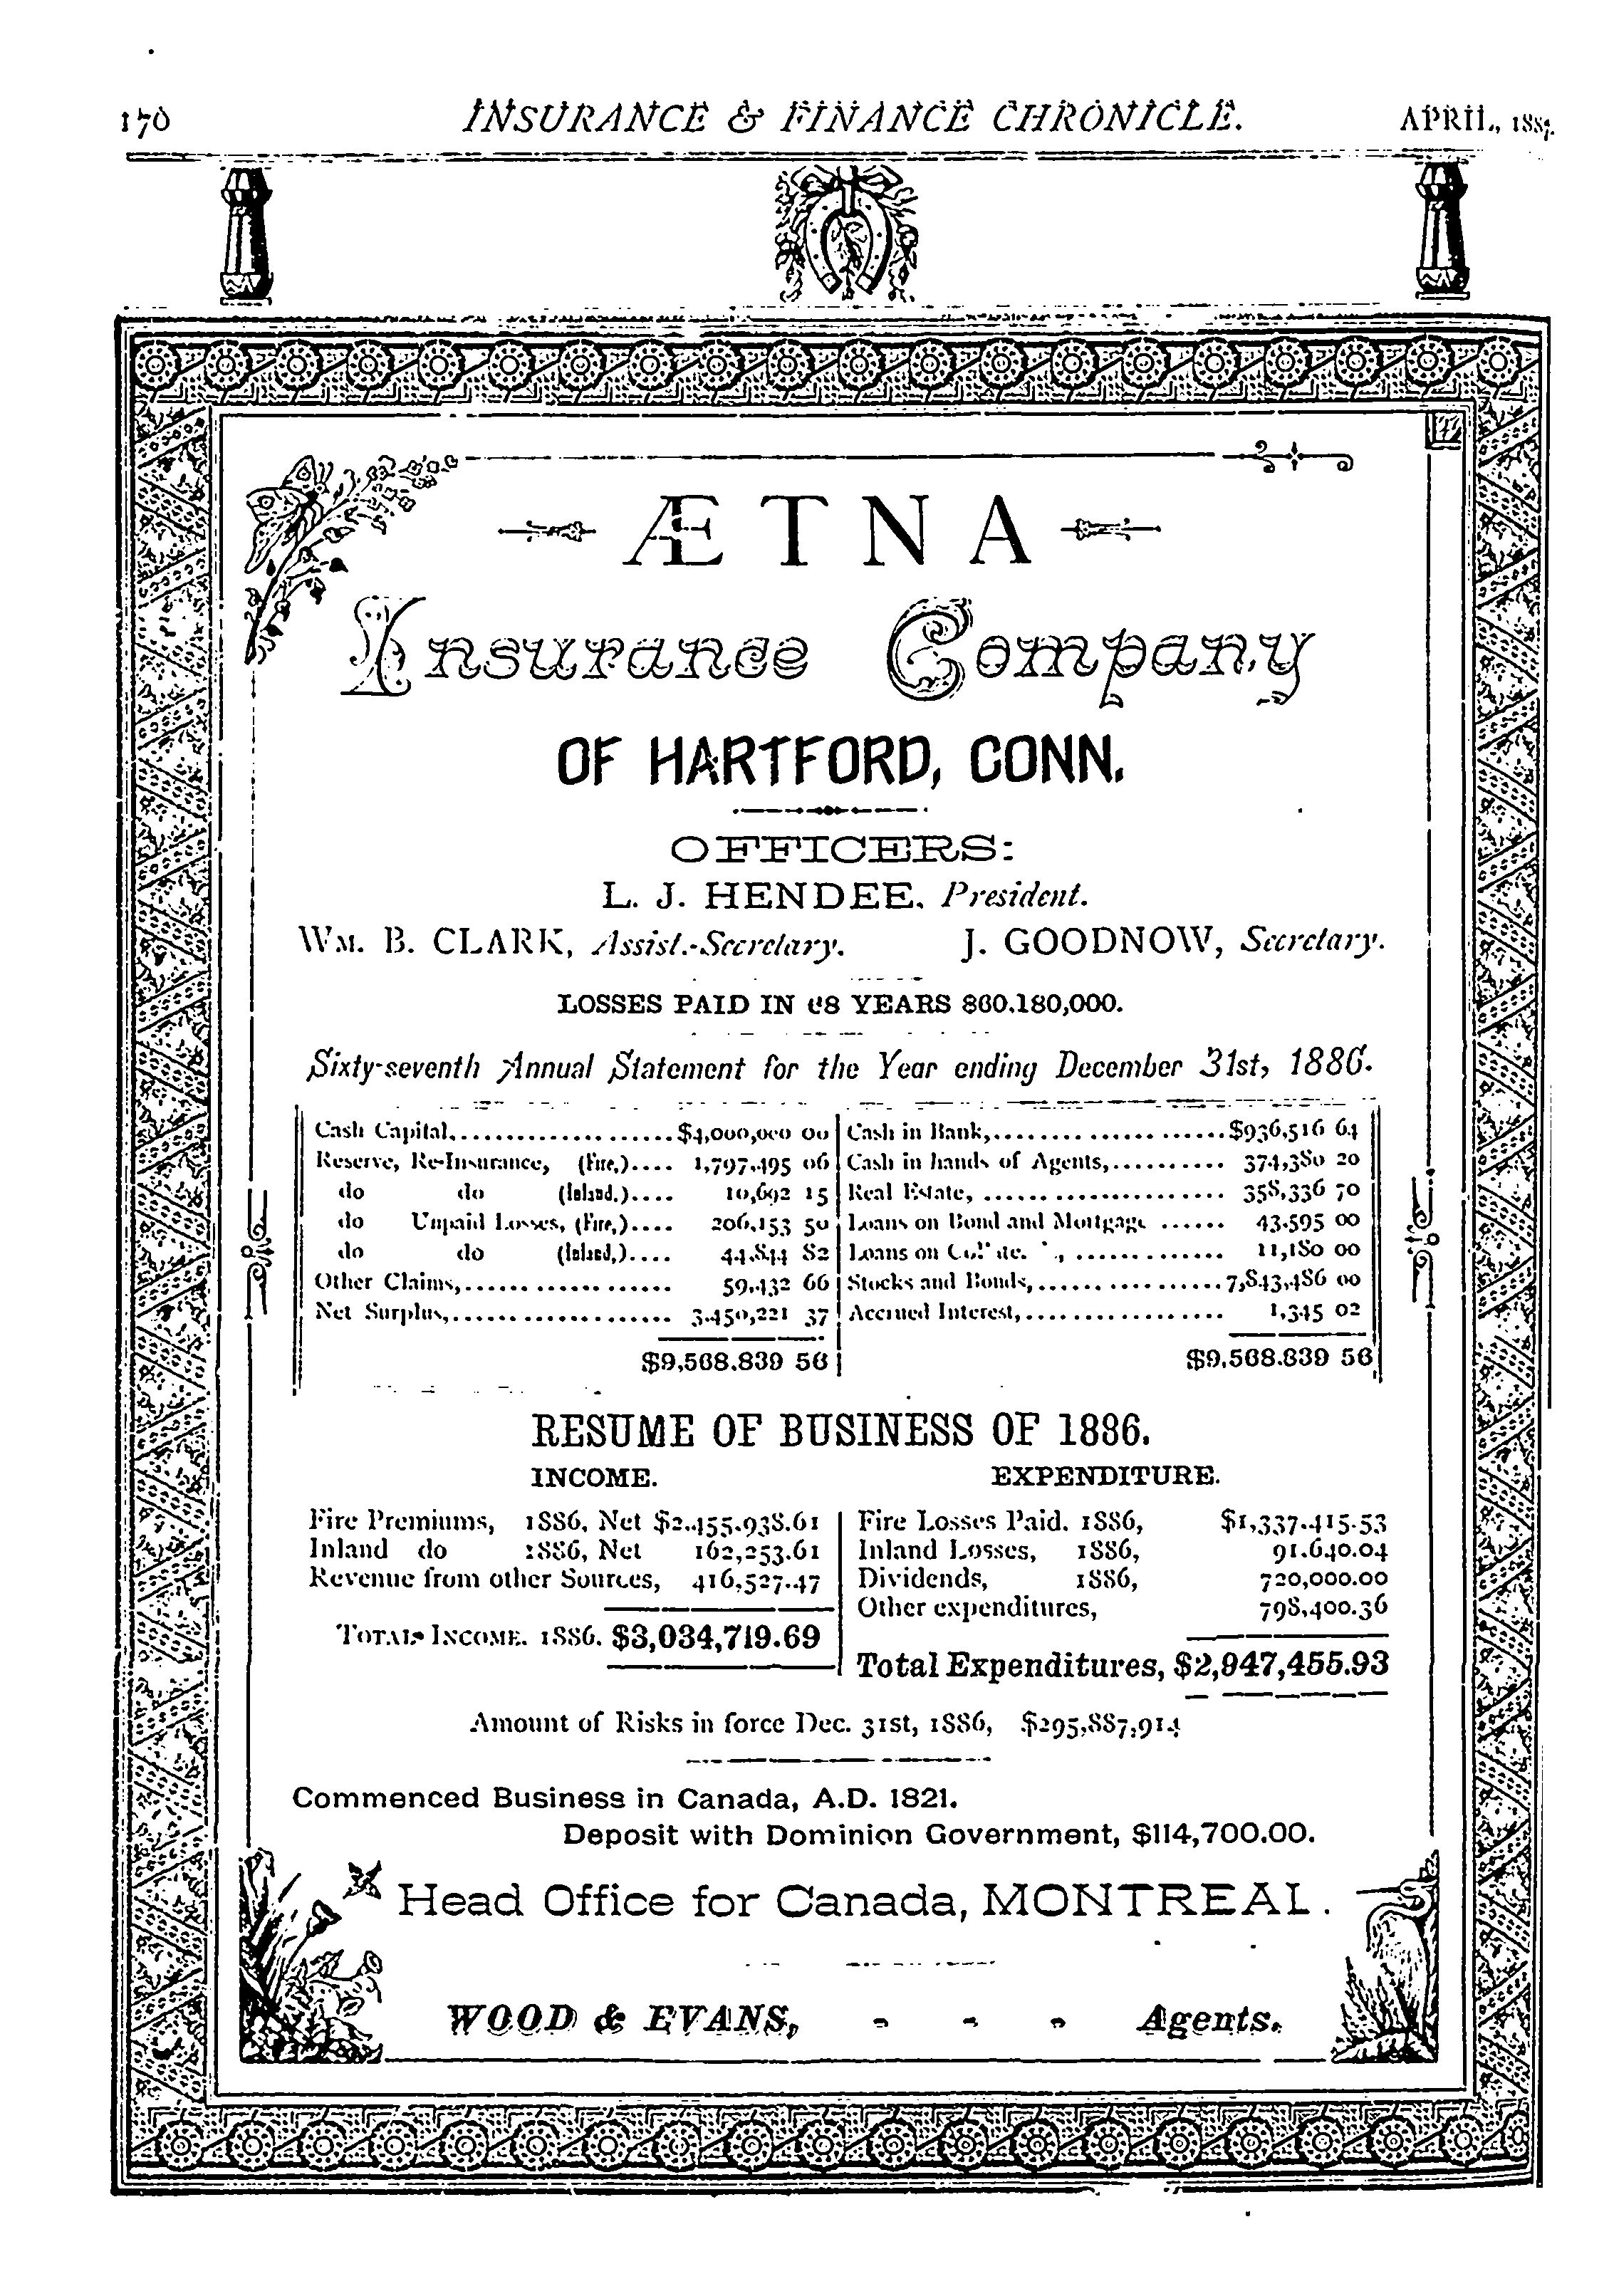 170 INSURANCE & FINANCE CHRONICLE. APRIL, 1887.
ÆTNA
Insurance Company
OF HARTFORD, CONN.
OFFICERS:
L. J. HENDEE, President.
WM. B. CLARK, Assist.-Secretary. J. GOODNOW, Secretary.
LOSSES PAID IN 68 YEARS $60,180,000.
Sixty-seventh Annual Statement for the Year ending December 31st, 1886.
Cash Capital, $4,000,000 00
Reserve, Re-Insurance, (Fire,) 1,797,495 06
do do (Inland,) 10,692 15
do Unpaid Losses, (Fire,) 206,153 50
do do (Inland,) 44,844 82
Other Claims, 59,432 66
Net Surplus, 3,450,221 37
$9,568,839 56
Cash in Bank, $936,516 64
Cash in hands of Agents, 374,380 20
Real Estate, 358,336 70
Loans on Bond and Mortgage 43,595 00
Loans on 11,180 00
Stocks and Bonds, 7,843,486 00
Accrued Interest, 1,345 02
$9,568,839 56
RESUME OF BUSINESS OF 1886.
INCOME.
Fire Premiums, 1886, Net $2,455,938.61
Inland do 1886, Net 162,253.61
Revenue from other Sources, 416,527.47
TOTAL INCOME, 1886. $3,034,719.69
EXPENDITURE.
Fire Losses Paid, 1886, $1,337,415.53
Inland Losses, 1886, 91,640.04
Dividends, 1886, 720,000.00
Other expenditures, 798,400.36
Total Expenditures, $2,947,455.93
Amount of Risks in force Dec. 31st, 1886, $295,887,914
Commenced Business in Canada, A.D. 1821.
Deposit with Dominion Government, $114,700.00.
Head Office for Canada, MONTREAL.
WOOD & EVANS, - - - Agents.